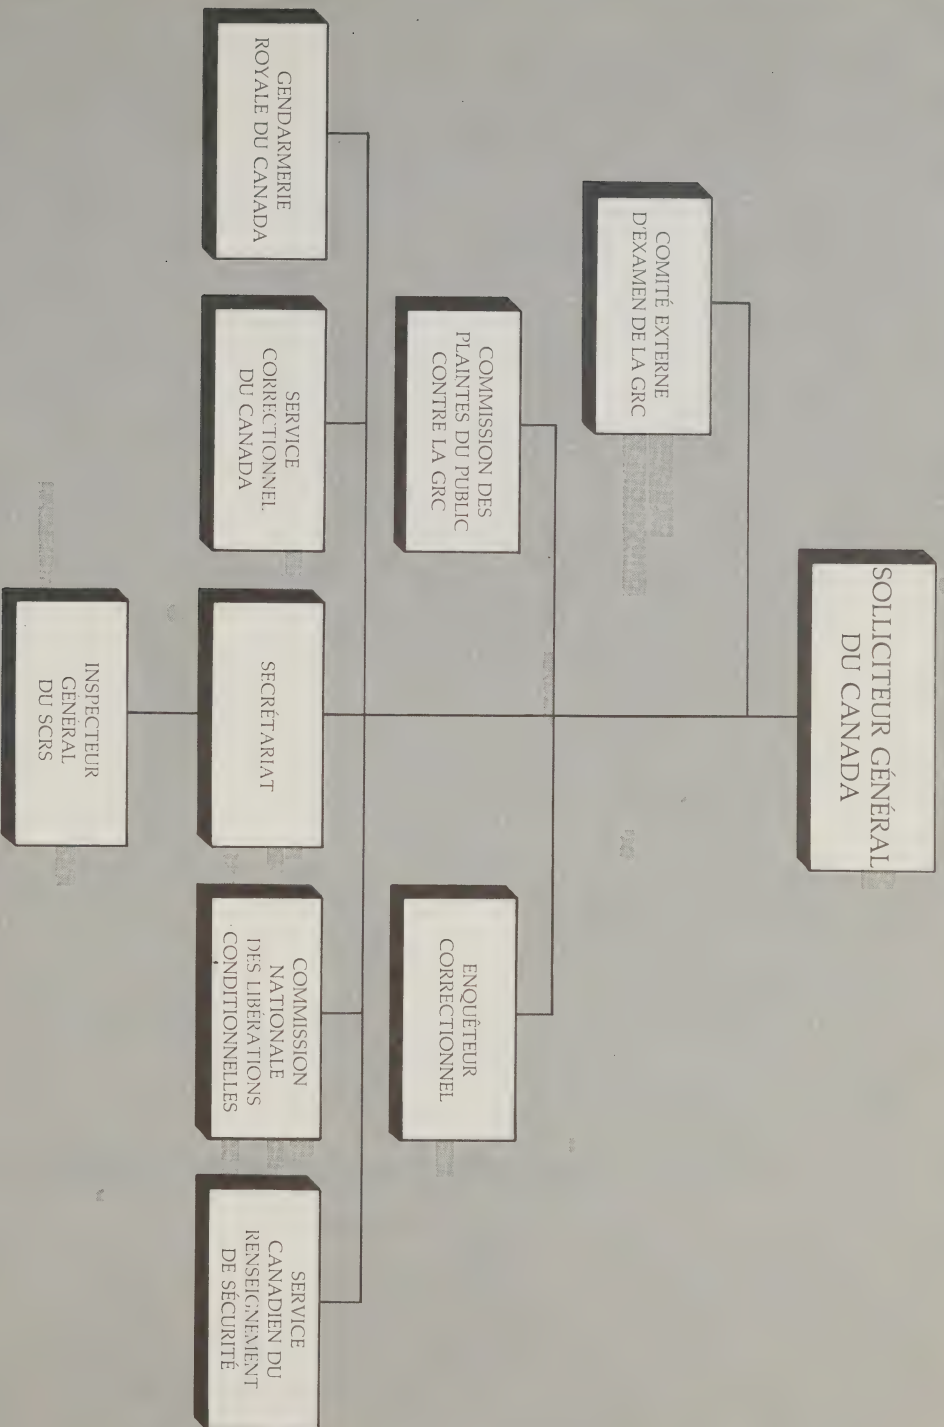 SOLLICITEUR GÉNÉRAL
DU CANADA
COMITÉ EXTERNE
D'EXAMEN DE LA GRC
COMMISSION DES
PLAINTES DU PUBLIC
CONTRE LA GRC
ENQUÊTEUR
CORRECTIONNEL
GENDARMERIE
ROYALE DU CANADA
SERVICE
CORRECTIONNEL
DU CANADA
SECRÉTARIAT
COMMISSION
NATIONALE
DES LIBÉRATIONS
CONDITIONNELLES
SERVICE
CANADIEN DU
RENSEIGNEMENT
DE SÉCURITÉ
INSPECTEUR
GÉNÉRAL
DU SCRS